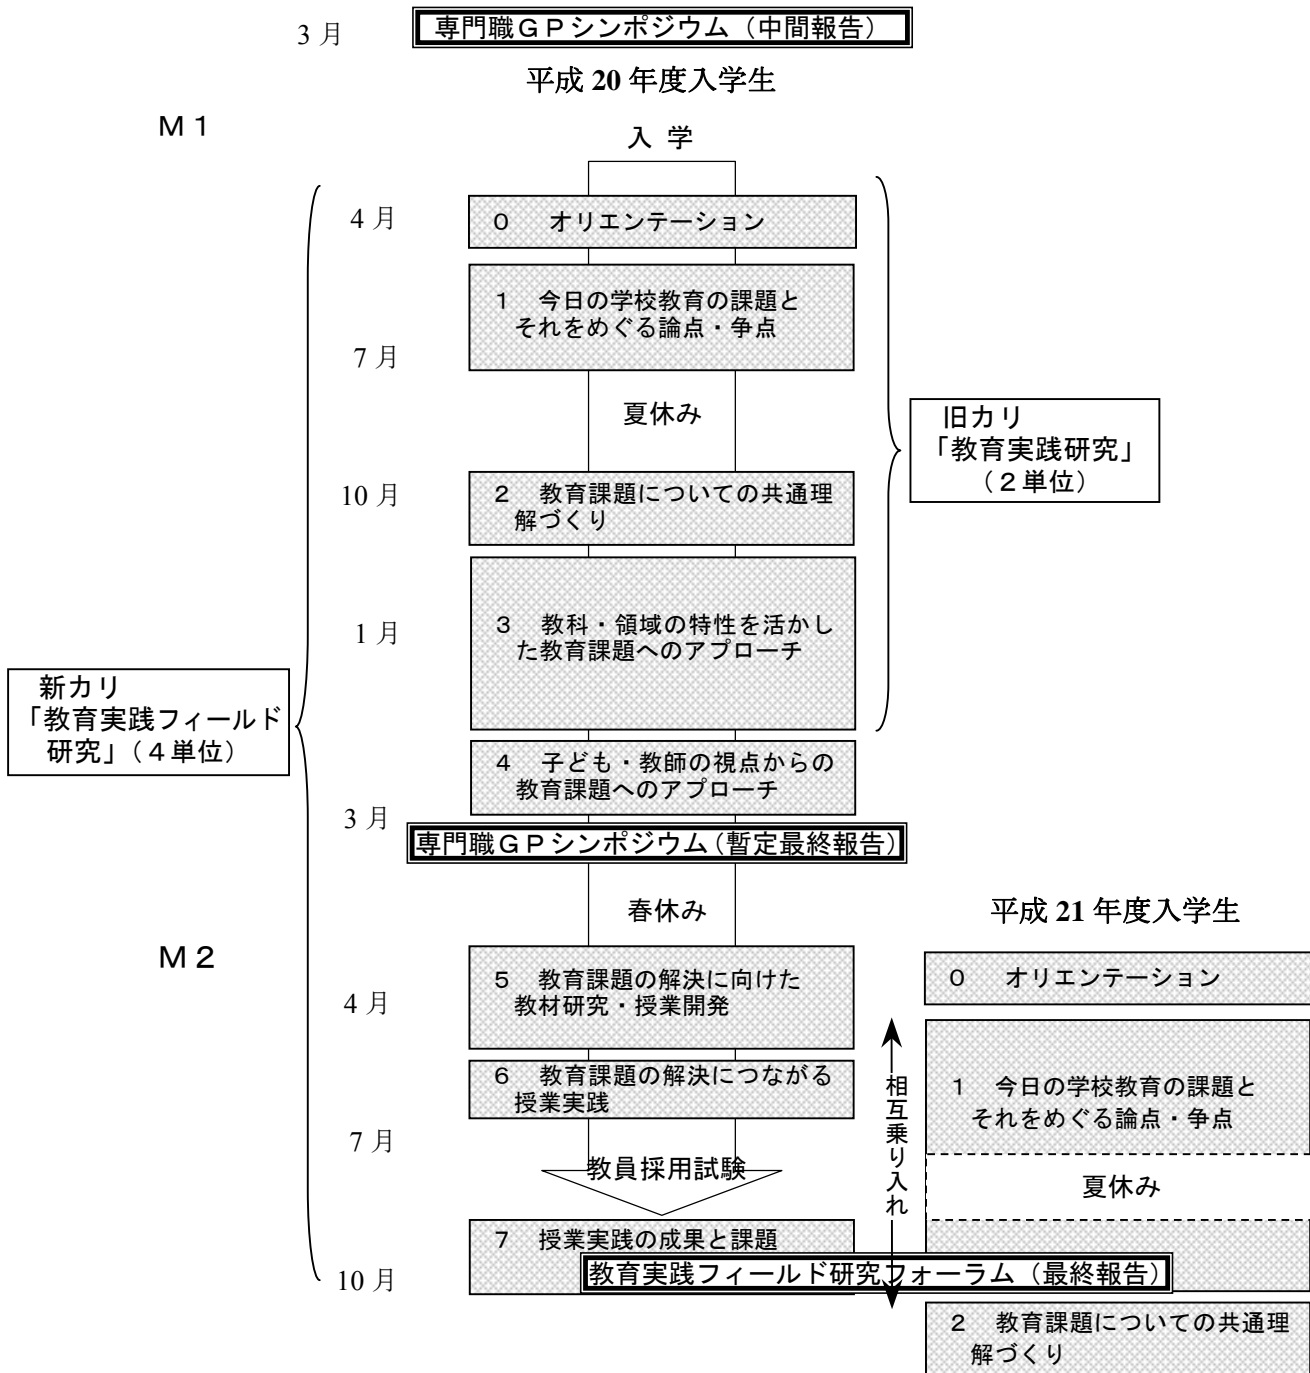 3 月
専門職ＧＰシンポジウム（中間報告）
平成 20 年度入学生
Ｍ１
入 学
4 月
０　オリエンテーション
１　今日の学校教育の課題と
それをめぐる論点・争点
7 月
夏休み
旧カリ
「教育実践研究」
（２単位）
10 月
２　教育課題についての共通理
解づくり
1 月
３　教科・領域の特性を活かし
た教育課題へのアプローチ
新カリ
「教育実践フィールド
研究」（４単位）
４　子ども・教師の視点からの
教育課題へのアプローチ
3 月
専門職ＧＰシンポジウム（暫定最終報告）
春休み
平成 21 年度入学生
Ｍ２
０　オリエンテーション
4 月
５　教育課題の解決に向けた
教材研究・授業開発
６　教育課題の解決につながる
授業実践
相互乗り入れ
１　今日の学校教育の課題と
それをめぐる論点・争点
7 月
教員採用試験
夏休み
７　授業実践の成果と課題
10 月
教育実践フィールド研究フォーラム（最終報告）
２　教育課題についての共通理
解づくり